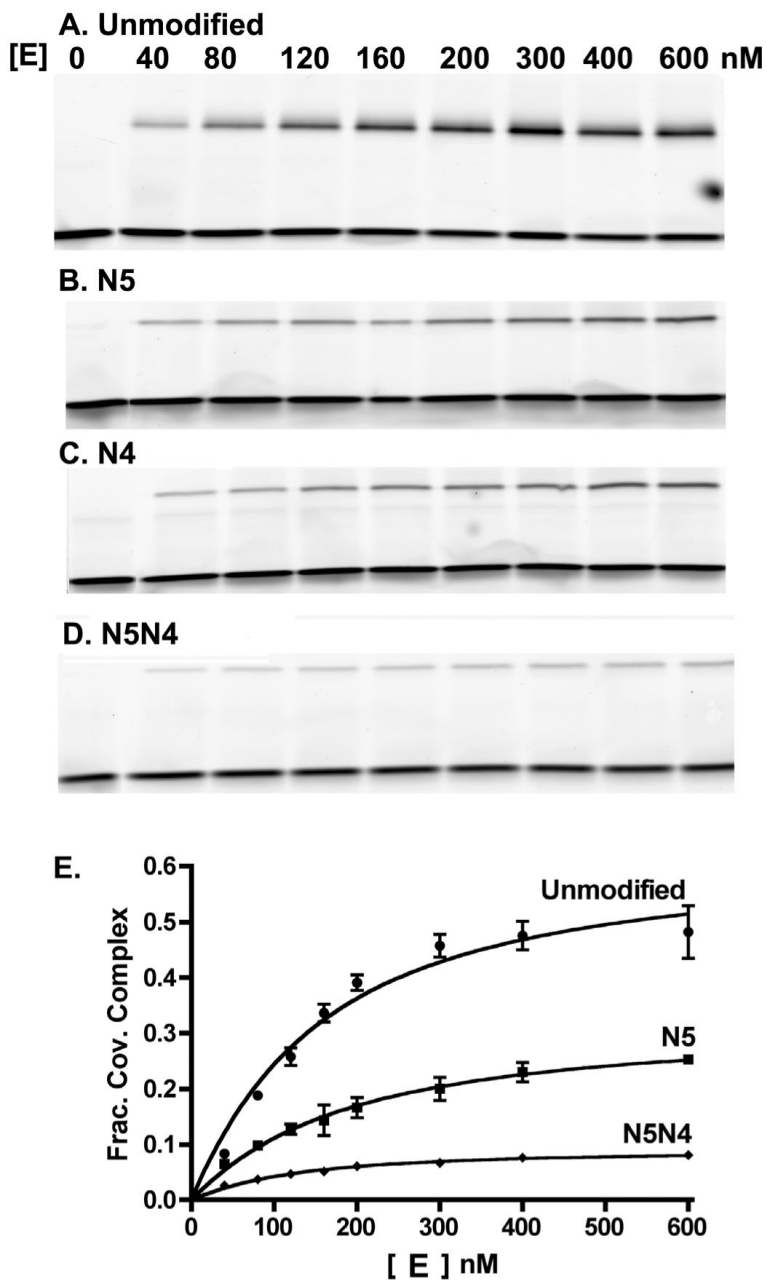 A. Unmodified
[E] 0 40 80 120 160 200 300 400 600 nM
B. N5
C. N4
D. N5N4
E.
Frac. Cov. Complex
0.6
0.5
0.4
0.3
0.2
0.1
0.0
Unmodified
N5
N5N4
0 100 200 300 400 500 600
[ E ] nM